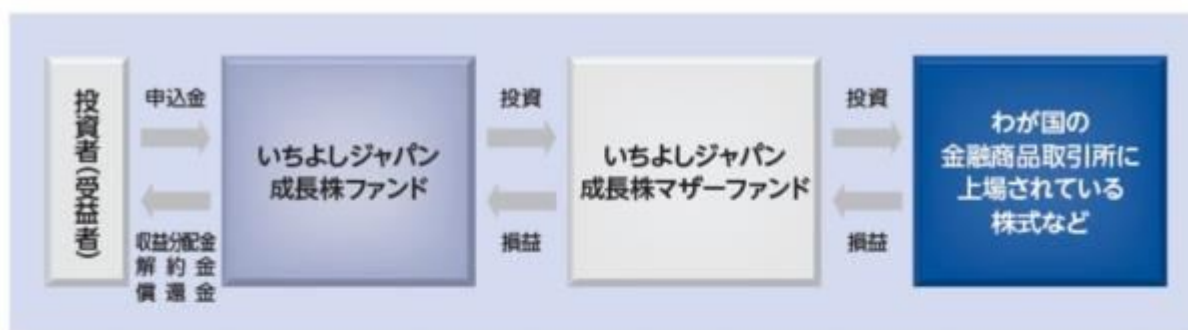 投資者(受益者)
申込金
収益分配金
解約金
償還金
いちよしジャパン
成長株ファンド
投資
損益
いちよしジャパン
成長株マザーファンド
投資
損益
わが国の
金融商品取引所に
上場されている
株式など